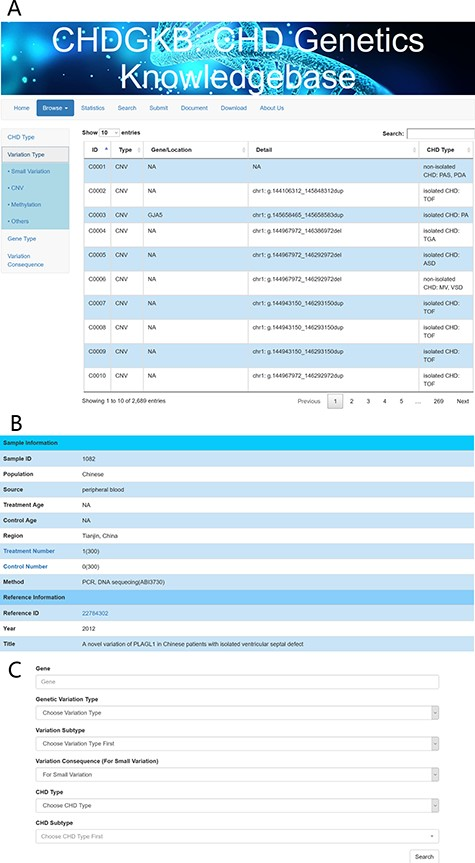 A
CHDGKB: CHD Genetics
Knowledgebase
Home Browse Statistics Search Submit Document Download About Us
CHD Type
Variation Type
• Small Variation
• CNV
• Methylation
• Others
Gene Type
Variation
Consequence
Show 10 entries Search:
ID Type Gene/Location Detail CHD Type
C0001 CNV NA NA non-isolated
CHD: PAS, PDA
C0002 CNV NA chr1: g.144106312_145848312dup isolated CHD:
TOF
C0003 CNV GJA5 chr1: g.145658465_145658583dup isolated CHD: PA
C0004 CNV NA chr1: g.144967972_146386972del isolated CHD:
TGA
C0005 CNV NA chr1: g.144967972_146292972del isolated CHD:
ASD
C0006 CNV NA chr1: g.144967972_146292972del non-isolated
CHD: MV, VSD
C0007 CNV NA chr1: g.144943150_146293150dup isolated CHD:
TOF
C0008 CNV NA chr1: g.144943150_146293150dup isolated CHD:
TOF
C0009 CNV NA chr1: g.144943150_146293150dup isolated CHD:
TOF
C0010 CNV NA chr1: g.144967972_146292972dup isolated CHD:
TOF
Showing 1 to 10 of 2,689 entries Previous 1 2 3 4 5 ... 269 Next
B
Sample Information
Sample ID 1082
Population Chinese
Source peripheral blood
Treatment Age NA
Control Age NA
Region Tianjin, China
Treatment Number 1(300)
Control Number 0(300)
Method PCR, DNA sequecing(ABI3730)
Reference Information
Reference ID 22784302
Year 2012
Title A novel variation of PLAGL1 in Chinese patients with isolated ventricular septal defect
C
Gene
Gene
Genetic Variation Type
Choose Variation Type
Variation Subtype
Choose Variation Type First
Variation Consequence (For Small Variation)
For Small Variation
CHD Type
Choose CHD Type
CHD Subtype
Choose CHD Type First
Search